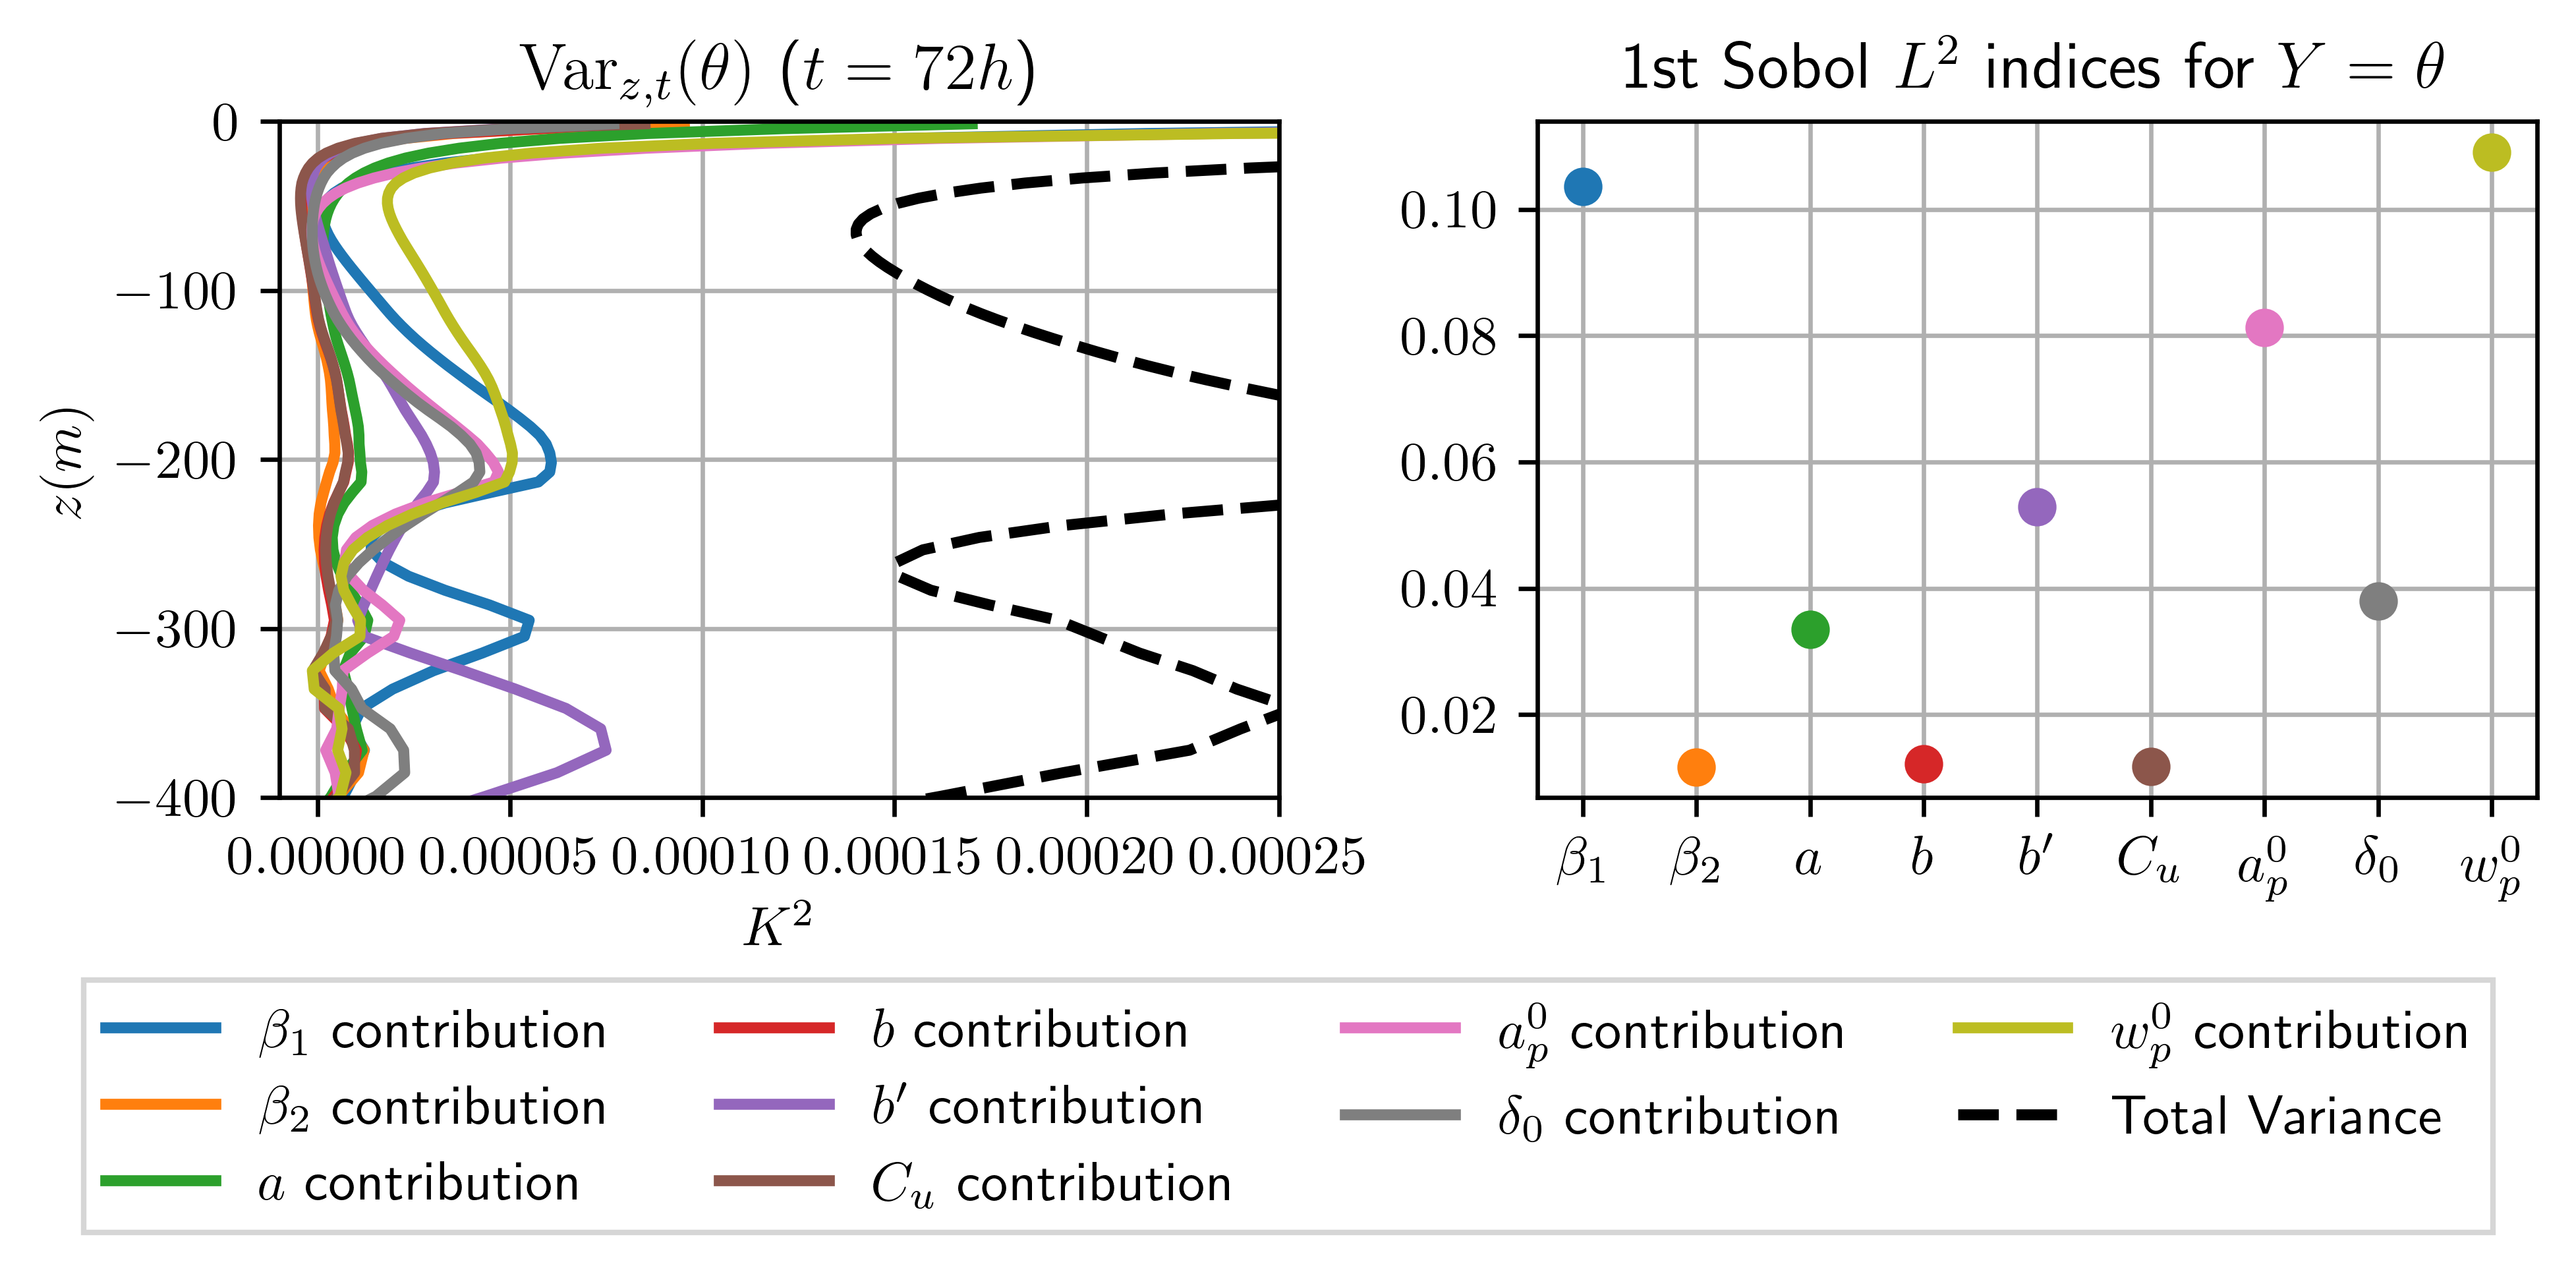 Var_{z,t}(θ) (t = 72h)
0
−100
−200
−300
−400
z(m)
0.00000 0.00005 0.00010 0.00015 0.00020 0.00025
K²
1st Sobol L² indices for Y = θ
0.10
0.08
0.06
0.04
0.02
β₁ β₂ a b b′ C_u a_p^0 δ₀ w_p^0
β₁ contribution
β₂ contribution
a contribution
b contribution
b′ contribution
C_u contribution
a_p^0 contribution
δ₀ contribution
w_p^0 contribution
Total Variance